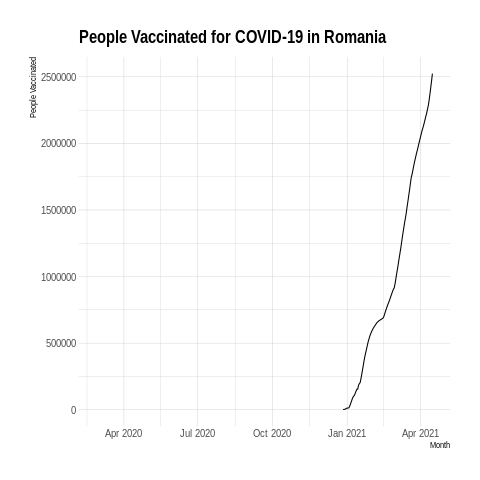 People Vaccinated for COVID-19 in Romania
People Vaccinated
2500000
2000000
1500000
1000000
500000
0
Apr 2020 Jul 2020 Oct 2020 Jan 2021 Apr 2021
Month